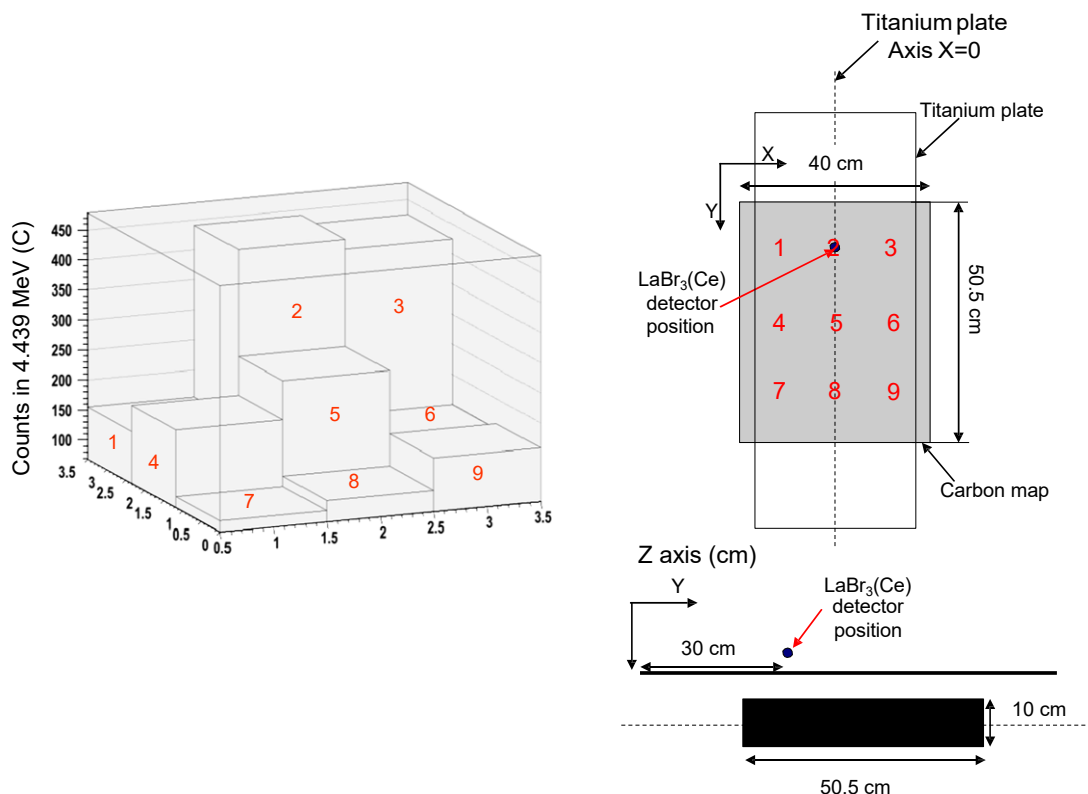 Counts in 4.439 MeV (C)
450
400
350
300
250
200
150
100
3.5
3
2.5
2
1.5
1
0.5
0
0.5
1
1.5
2
2.5
3
3.5
1
2
3
4
5
6
7
8
9
Titanium plate
Axis X=0
Titanium plate
X
40 cm
Y
1
2
3
LaBr₃(Ce)
detector
position
50.5 cm
4
5
6
7
8
9
Carbon map
Z axis (cm)
Y
LaBr₃(Ce)
detector
position
30 cm
10 cm
50.5 cm